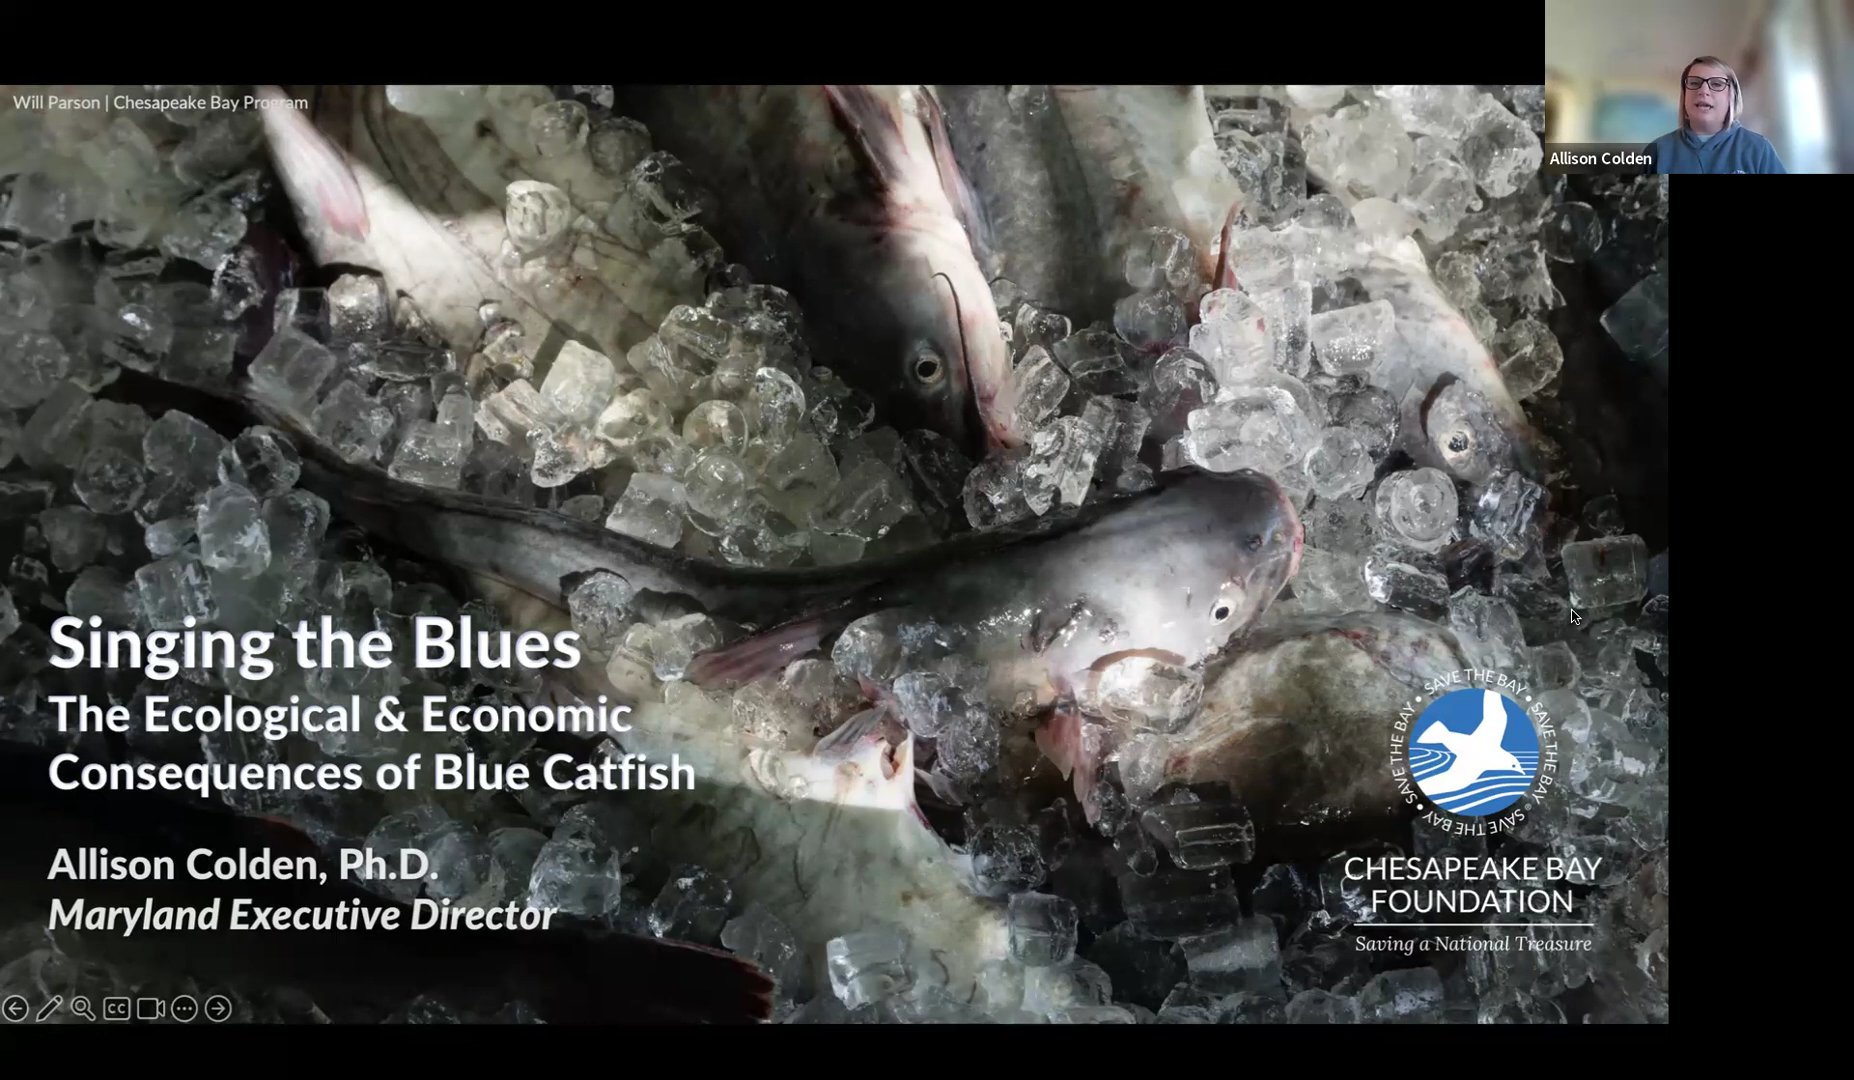 Will Parson | Chesapeake Bay Program
Allison Colden
Singing the Blues
The Ecological & Economic
Consequences of Blue Catfish
Allison Colden, Ph.D.
Maryland Executive Director
SAVE THE BAY • SAVE THE BAY • SAVE THE BAY • SAVE THE BAY •
CHESAPEAKE BAY
FOUNDATION
Saving a National Treasure
CC